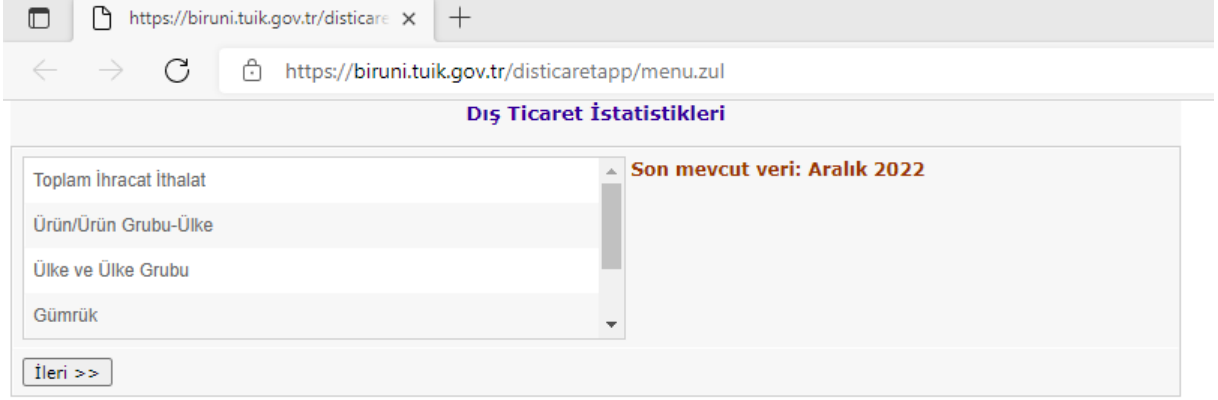 https://biruni.tuik.gov.tr/disticare
https://biruni.tuik.gov.tr/disticaretapp/menu.zul
Dış Ticaret İstatistikleri
Toplam İhracat İthalat
Son mevcut veri: Aralık 2022
Ürün/Ürün Grubu-Ülke
Ülke ve Ülke Grubu
Gümrük
İleri >>